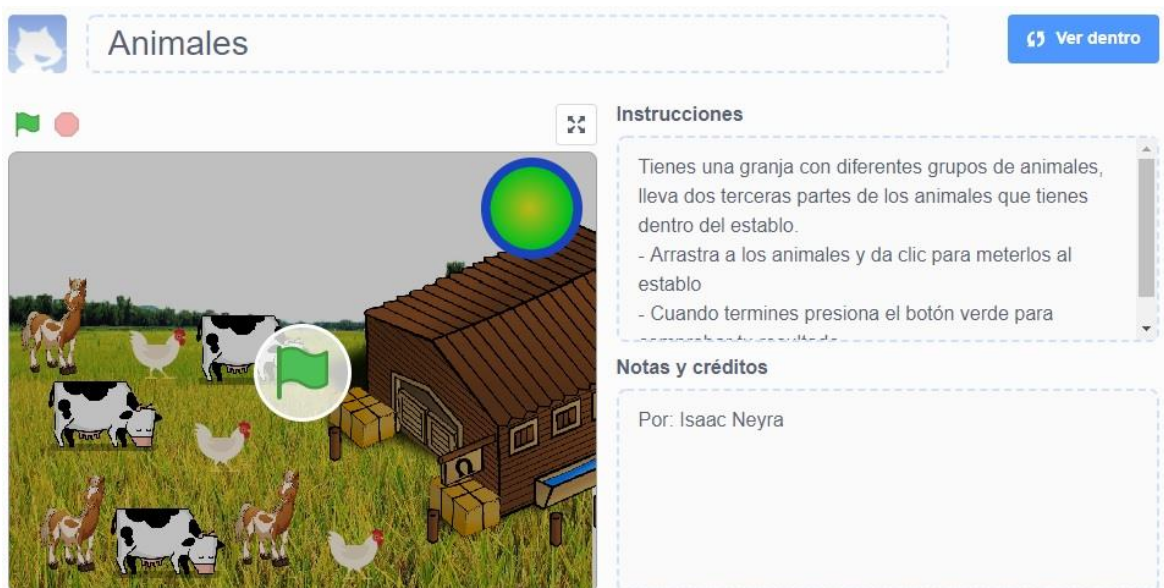 Animales
Ver dentro
Instrucciones
Tienes una granja con diferentes grupos de animales,
lleva dos terceras partes de los animales que tienes
dentro del establo.
- Arrastra a los animales y da clic para meterlos al
establo
- Cuando termines presiona el botón verde para
Notas y créditos
Por: Isaac Neyra